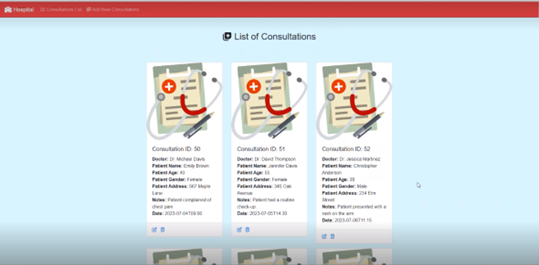 Hospital Consultations List Add New Consultations
List of Consultations
Consultation ID: 50
Doctor: Dr. Michael Davis
Patient Name: Emily Brown
Patient Age: 40
Patient Gender: Female
Patient Address: 567 Maple
Lane
Notes: Patient complained of
chest pain
Date: 2023-07-04T09:00
Consultation ID: 51
Doctor: Dr. David Thompson
Patient Name: Jennifer Davis
Patient Age:
Patient Gender: Female
Patient Address: 345 Oak
Avenue
Notes: Patient had a routine
check-up
Date: 2023-07-05T14:30
Consultation ID: 52
Doctor: Dr. Jessica Martinez
Patient Name: Christopher
Anderson
Patient Age:
Patient Gender: Male
Patient Address: 234 Elm
Street
Notes: Patient presented with a
rash on the arm
Date: 2023-07-06T11:15